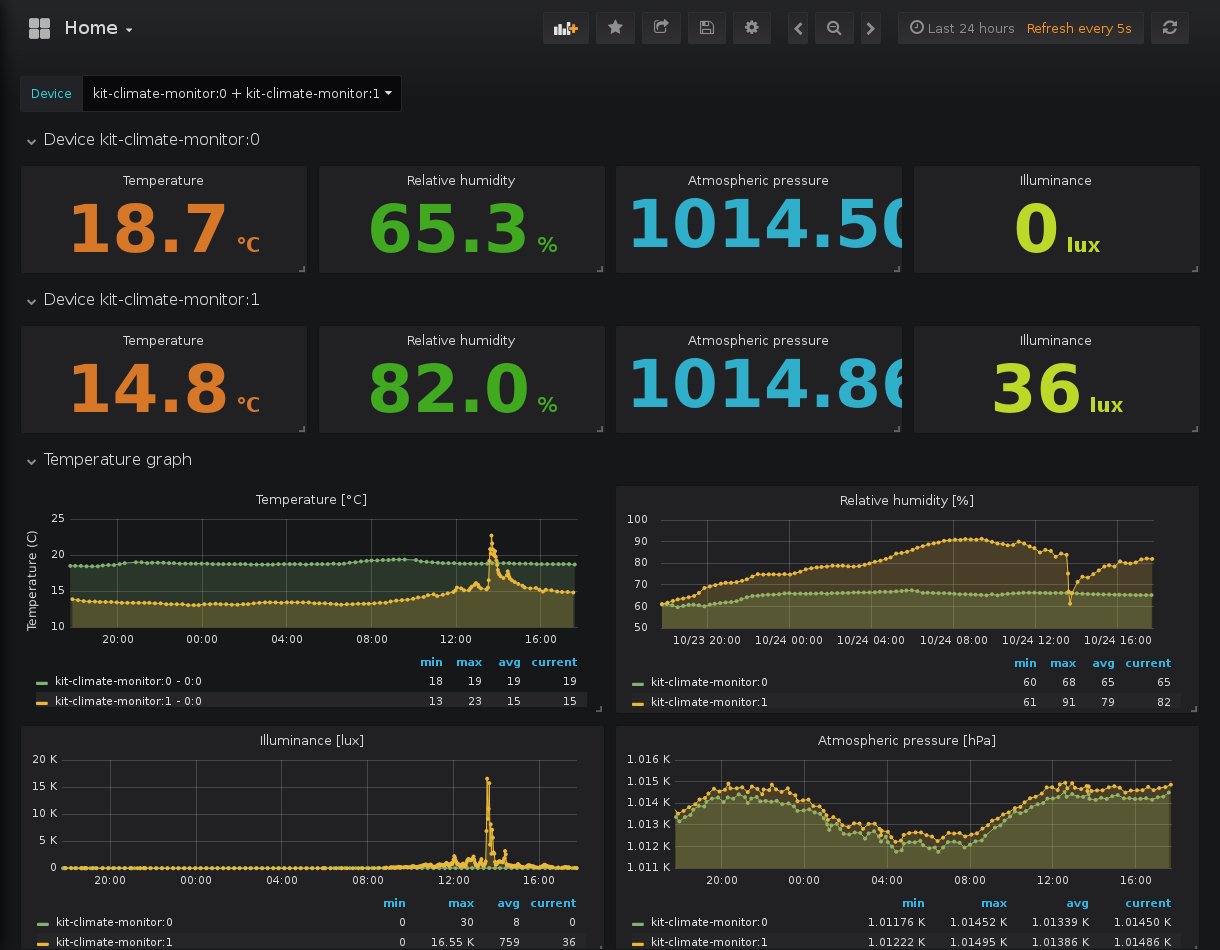 Home
Last 24 hours Refresh every 5s
Device kit-climate-monitor:0 + kit-climate-monitor:1
Device kit-climate-monitor:0
Temperature Relative humidity Atmospheric pressure Illuminance
18.7 °C 65.3 % 1014.50 0 lux
Device kit-climate-monitor:1
Temperature Relative humidity Atmospheric pressure Illuminance
14.8 °C 82.0 % 1014.86 36 lux
Temperature graph
Temperature [°C]
Temperature (C)
25
20
15
10
20:00 00:00 04:00 08:00 12:00 16:00
min max avg current
kit-climate-monitor:0 - 0:0 18 19 19 19
kit-climate-monitor:1 - 0:0 13 23 15 15
Relative humidity [%]
100
90
80
70
60
50
10/23 20:00 10/24 00:00 10/24 04:00 10/24 08:00 10/24 12:00 10/24 16:00
min max avg current
kit-climate-monitor:0 60 68 65 65
kit-climate-monitor:1 61 91 79 82
Illuminance [lux]
20 K
15 K
10 K
5 K
0
20:00 00:00 04:00 08:00 12:00 16:00
min max avg current
kit-climate-monitor:0 0 30 8 0
kit-climate-monitor:1 0 16.55 K 759 36
Atmospheric pressure [hPa]
1.016 K
1.015 K
1.014 K
1.013 K
1.012 K
1.011 K
20:00 00:00 04:00 08:00 12:00 16:00
min max avg current
kit-climate-monitor:0 1.01176 K 1.01452 K 1.01339 K 1.01450 K
kit-climate-monitor:1 1.01222 K 1.01495 K 1.01386 K 1.01486 K